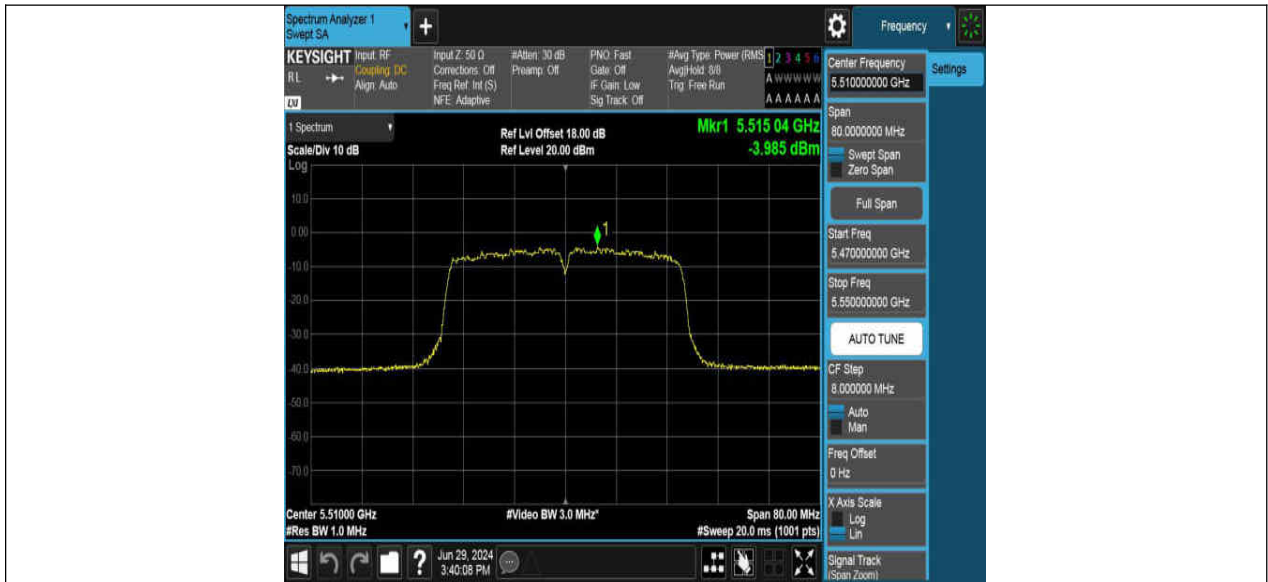 Spectrum Analyzer 1
Swept SA
+
Frequency
KEYSIGHT
RL
Input: RF
Coupling: DC
Align: Auto
Input Z: 50 Ω
Corrections: Off
Freq Ref: Int (S)
NFE: Adaptive
#Atten: 30 dB
Preamp: Off
PNO: Fast
Gate: Off
IF Gain: Low
Sig Track: Off
#Avg Type: Power (RMS
Avg|Hold: 8/8
Trig: Free Run
1 2 3 4 5 6
A W W W W W
A A A A A A
1 Spectrum
Scale/Div 10 dB
Log
Ref Lvl Offset 18.00 dB
Ref Level 20.00 dBm
Mkr1 5.515 04 GHz
-3.985 dBm
10.0
0.00
-10.0
-20.0
-30.0
-40.0
-50.0
-60.0
-70.0
1
Center 5.51000 GHz
#Res BW 1.0 MHz
#Video BW 3.0 MHz*
Span 80.00 MHz
#Sweep 20.0 ms (1001 pts)
Jun 29, 2024
3:40:08 PM
Center Frequency
5.510000000 GHz
Settings
Span
80.0000000 MHz
Swept Span
Zero Span
Full Span
Start Freq
5.470000000 GHz
Stop Freq
5.550000000 GHz
AUTO TUNE
CF Step
8.000000 MHz
Auto
Man
Freq Offset
0 Hz
X Axis Scale
Log
Lin
Signal Track
(Span Zoom)